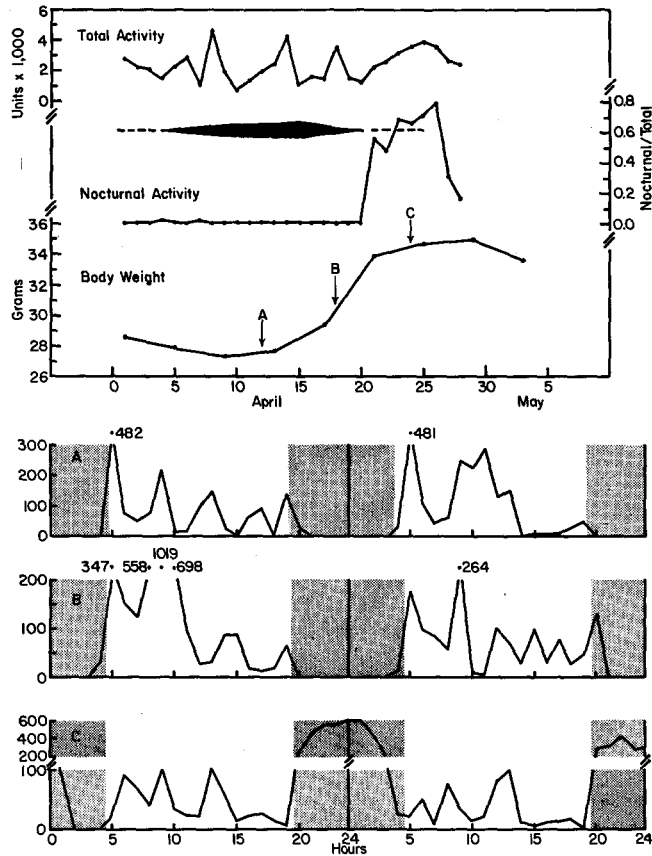 6
Total Activity
4
2
0
Units x 1,000
0.8
0.6
0.4
0.2
0.0
Nocturnal/Total
Nocturnal Activity
36
34
32
30
28
26
Grams
Body Weight
A
B
C
0 5 10 15 20 25 30 5
April May
·482 ·481
300
200
100
0
A
1019
347· 558· ·698 ·264
200
100
0
B
600
400
200
100
0
C
0 5 10 15 20 24 5 10 15 20 24
Hours